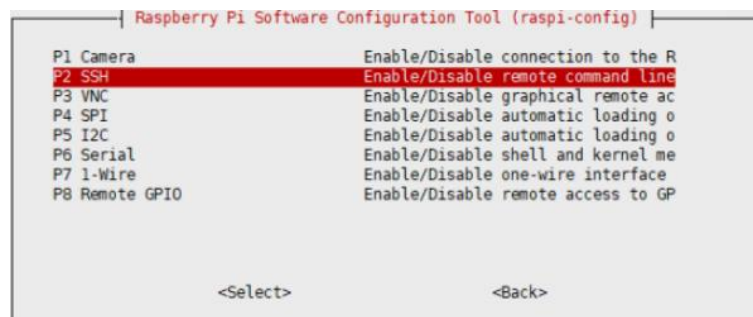 Raspberry Pi Software Configuration Tool (raspi-config)
P1 Camera Enable/Disable connection to the R
P2 SSH Enable/Disable remote command line
P3 VNC Enable/Disable graphical remote ac
P4 SPI Enable/Disable automatic loading o
P5 I2C Enable/Disable automatic loading o
P6 Serial Enable/Disable shell and kernel me
P7 1-Wire Enable/Disable one-wire interface
P8 Remote GPIO Enable/Disable remote access to GP
<Select> <Back>